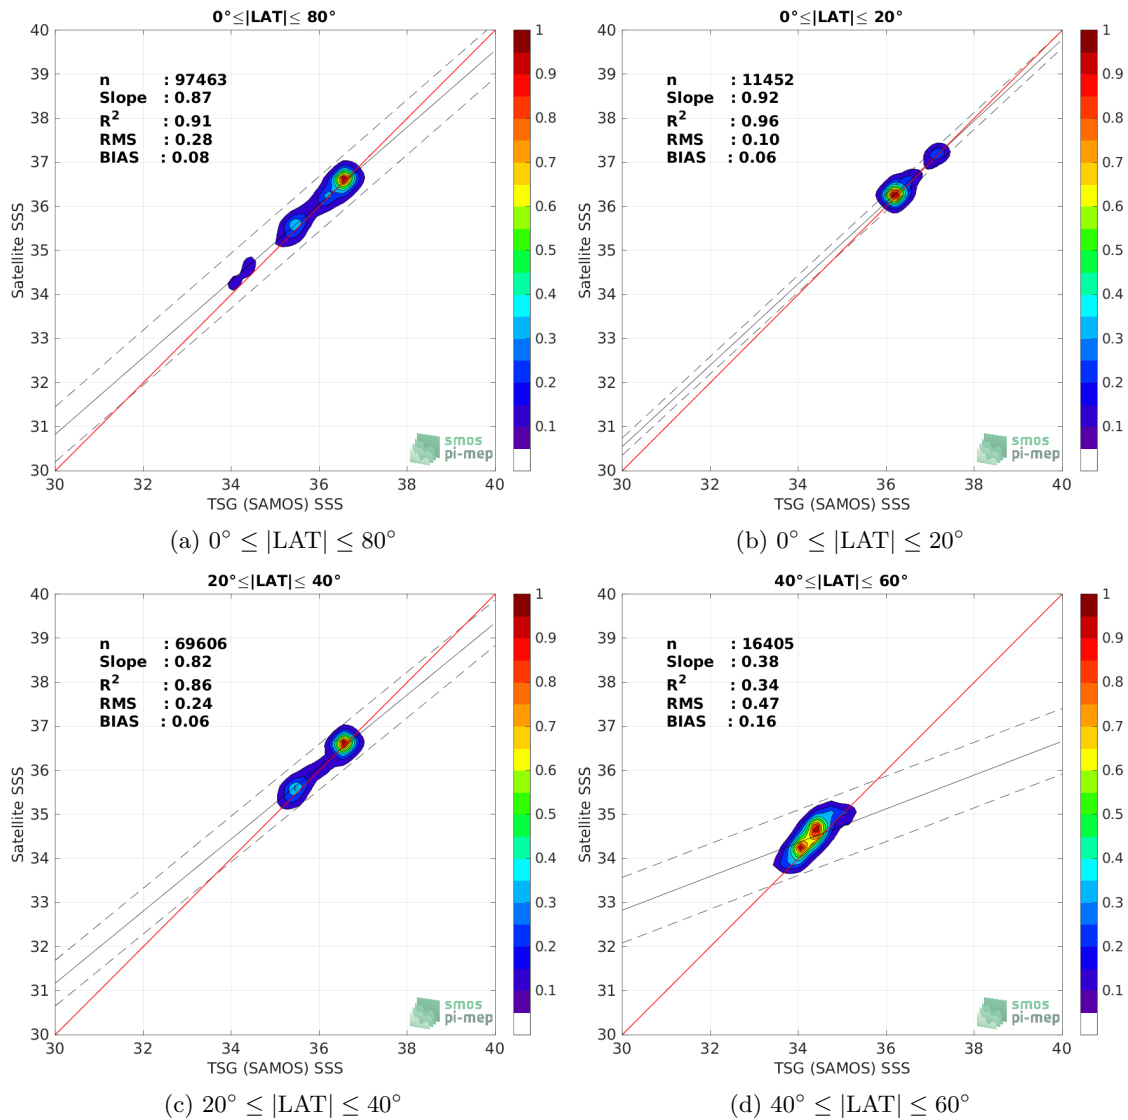 0°≤|LAT|≤ 80°
40
39
38
37
36
35
34
33
32
31
30
Satellite SSS
n : 97463
Slope : 0.87
R² : 0.91
RMS : 0.28
BIAS : 0.08
smos
pi-mep
30 32 34 36 38 40
TSG (SAMOS) SSS
1
0.9
0.8
0.7
0.6
0.5
0.4
0.3
0.2
0.1
(a) 0° ≤ |LAT| ≤ 80°
0°≤|LAT|≤ 20°
40
39
38
37
36
35
34
33
32
31
30
Satellite SSS
n : 11452
Slope : 0.92
R² : 0.96
RMS : 0.10
BIAS : 0.06
smos
pi-mep
30 32 34 36 38 40
TSG (SAMOS) SSS
1
0.9
0.8
0.7
0.6
0.5
0.4
0.3
0.2
0.1
(b) 0° ≤ |LAT| ≤ 20°
20°≤|LAT|≤ 40°
40
39
38
37
36
35
34
33
32
31
30
Satellite SSS
n : 69606
Slope : 0.82
R² : 0.86
RMS : 0.24
BIAS : 0.06
smos
pi-mep
30 32 34 36 38 40
TSG (SAMOS) SSS
1
0.9
0.8
0.7
0.6
0.5
0.4
0.3
0.2
0.1
(c) 20° ≤ |LAT| ≤ 40°
40°≤|LAT|≤ 60°
40
39
38
37
36
35
34
33
32
31
30
Satellite SSS
n : 16405
Slope : 0.38
R² : 0.34
RMS : 0.47
BIAS : 0.16
smos
pi-mep
30 32 34 36 38 40
TSG (SAMOS) SSS
1
0.9
0.8
0.7
0.6
0.5
0.4
0.3
0.2
0.1
(d) 40° ≤ |LAT| ≤ 60°